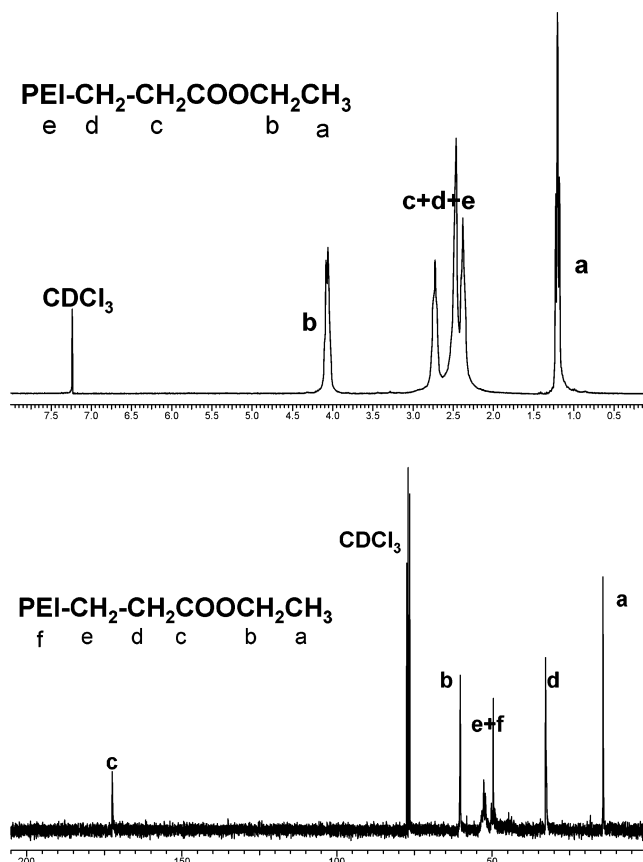 PEI-CH2-CH2COOCH2CH3
e d c b a
c+d+e
a
CDCl3
b
7.5 7.0 6.5 6.0 5.5 5.0 4.5 4.0 3.5 3.0 2.5 2.0 1.5 1.0 0.5
CDCl3
PEI-CH2-CH2COOCH2CH3
f e d c b a
a
b
d
e+f
c
200 150 100 50